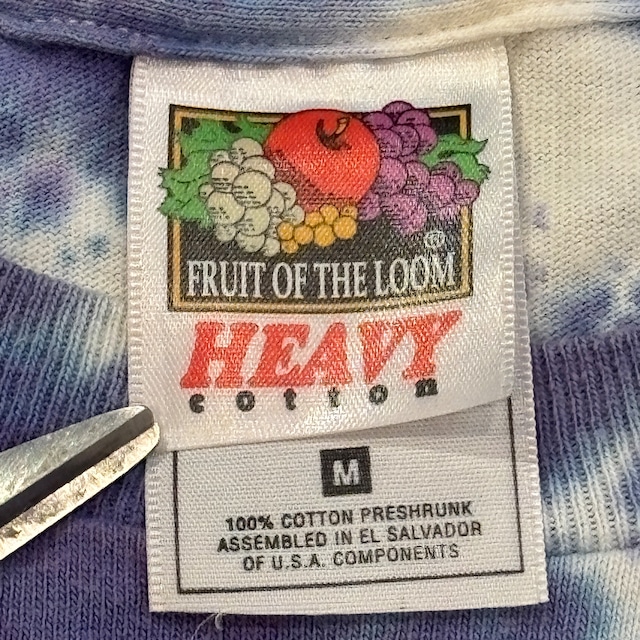 ®
FRUIT OF THE LOOM
HEAVY
cotton
M
100% COTTON PRESHRUNK
ASSEMBLED IN EL SALVADOR
OF U.S.A. COMPONENTS